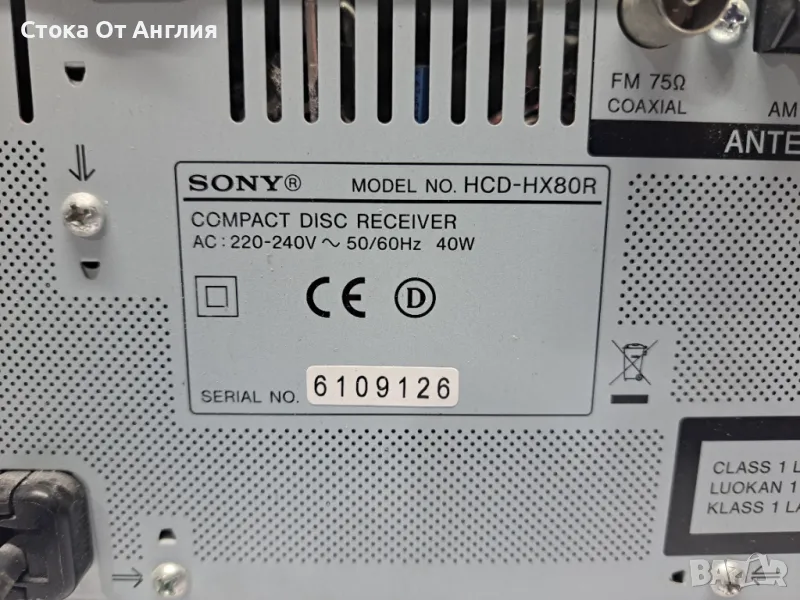 Стока От Англия
FM 75Ω
COAXIAL
AM
ANTE
SONY® MODEL NO. HCD-HX80R
COMPACT DISC RECEIVER
AC : 220-240V ~ 50/60Hz 40W
CE D
SERIAL NO. 6109126
CLASS 1 L
LUOKAN 1
KLASS 1 LA
BAZAR